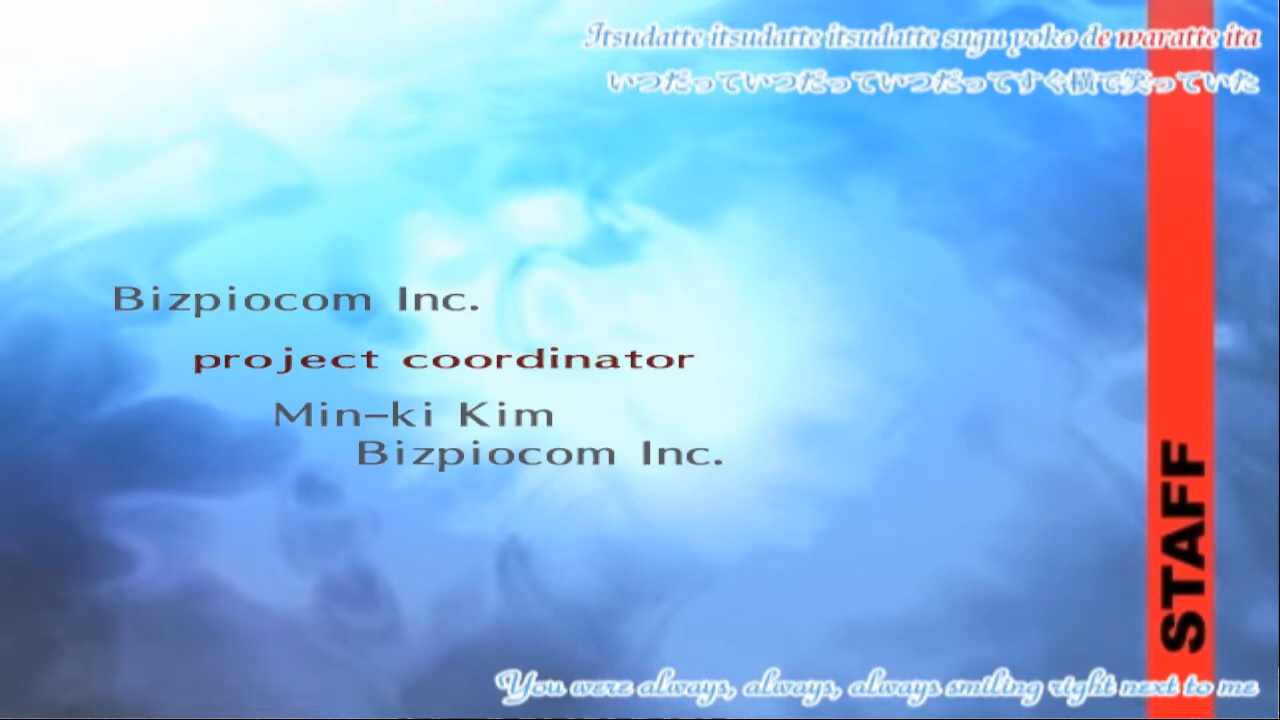 Itsudatte itsudatte itsudatte sugu yoko de waratte ita
いつだっていつだっていつだってすぐ横で笑っていた
Bizpiocom Inc.
project coordinator
Min-ki Kim
Bizpiocom Inc.
STAFF
You were always, always, always smiling right next to me